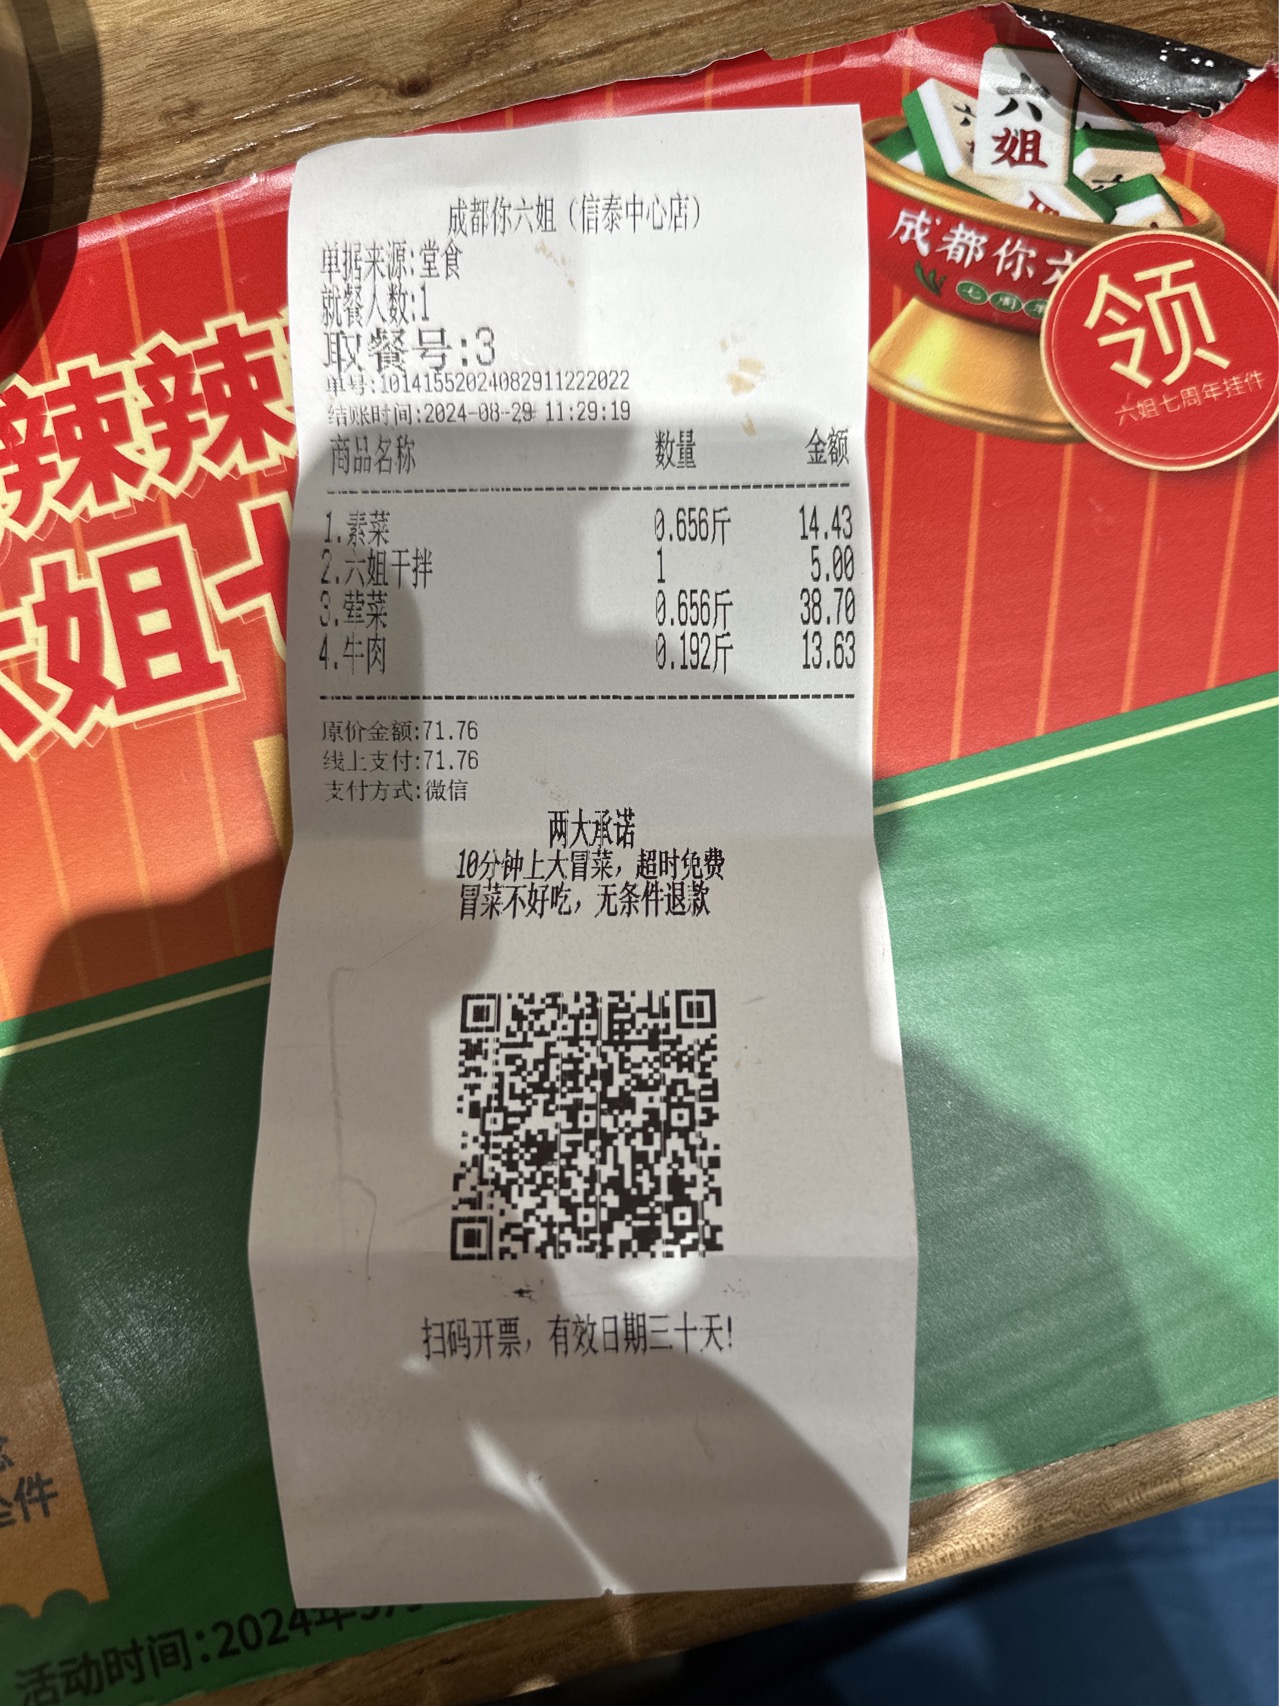 六
姐
成都你六
领
六姐七周年挂件
辣辣
六姐七
成都你六姐（信泰中心店）
单据来源:堂食
就餐人数:1
取餐号:3
单号:10141552024082911222022
结账时间:2024-08-29 11:29:19
商品名称 数量 金额
1.素菜 0.656斤 14.43
2.六姐干拌 1 5.00
3.荤菜 0.656斤 38.70
4.牛肉 0.192斤 13.63
原价金额:71.76
线上支付:71.76
支付方式:微信
两大承诺
10分钟上大冒菜，超时免费
冒菜不好吃，无条件退款
扫码开票，有效日期三十天!
件
活动时间:2024年